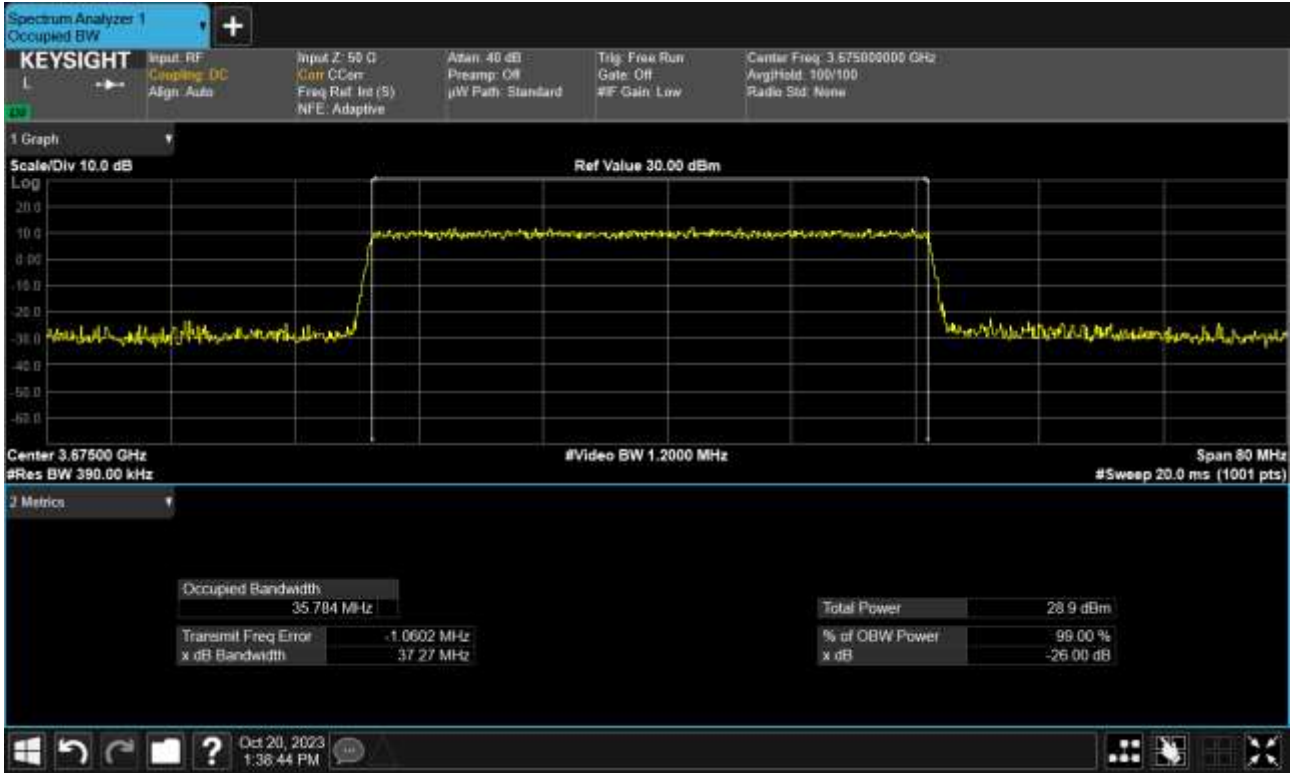 Spectrum Analyzer 1
Occupied BW
+
KEYSIGHT
L
Input: RF
Coupling: DC
Align: Auto
Input Z: 50 Ω
Corr CCorr
Freq Ref: Int (S)
NFE: Adaptive
Atten: 40 dB
Preamp: Off
µW Path: Standard
Trig: Free Run
Gate: Off
#IF Gain: Low
Center Freq: 3.675000000 GHz
Avg|Hold: 100/100
Radio Std: None
1 Graph
Scale/Div 10.0 dB
Ref Value 30.00 dBm
Log
20.0
10.0
0.00
-10.0
-20.0
-30.0
-40.0
-50.0
-60.0
Center 3.67500 GHz
#Video BW 1.2000 MHz
Span 80 MHz
#Res BW 390.00 kHz
#Sweep 20.0 ms (1001 pts)
2 Metrics
Occupied Bandwidth
35.784 MHz
Total Power 28.9 dBm
Transmit Freq Error -1.0602 MHz
% of OBW Power 99.00 %
x dB Bandwidth 37.27 MHz
x dB -26.00 dB
?
Oct 20, 2023
1:38:44 PM